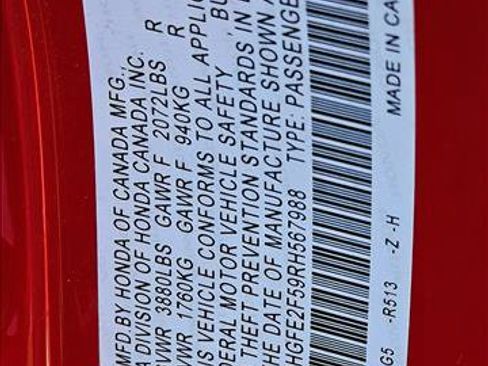 MFD.BY HONDA OF CANADA MFG.,
A DIVISION OF HONDA CANADA INC.
GVWR 3880LBS GAWR F 2072LBS R
GVWR 1760KG GAWR F 940KG R
THIS VEHICLE CONFORMS TO ALL
FEDERAL MOTOR VEHICLE SAFETY,
THEFT PREVENTION STANDARDS IN
THE DATE OF MANUFACTURE SHOWN
HGFE2F59RH567988 TYPE: PASSENGE
G5 -R513 -Z -H MADE IN CA